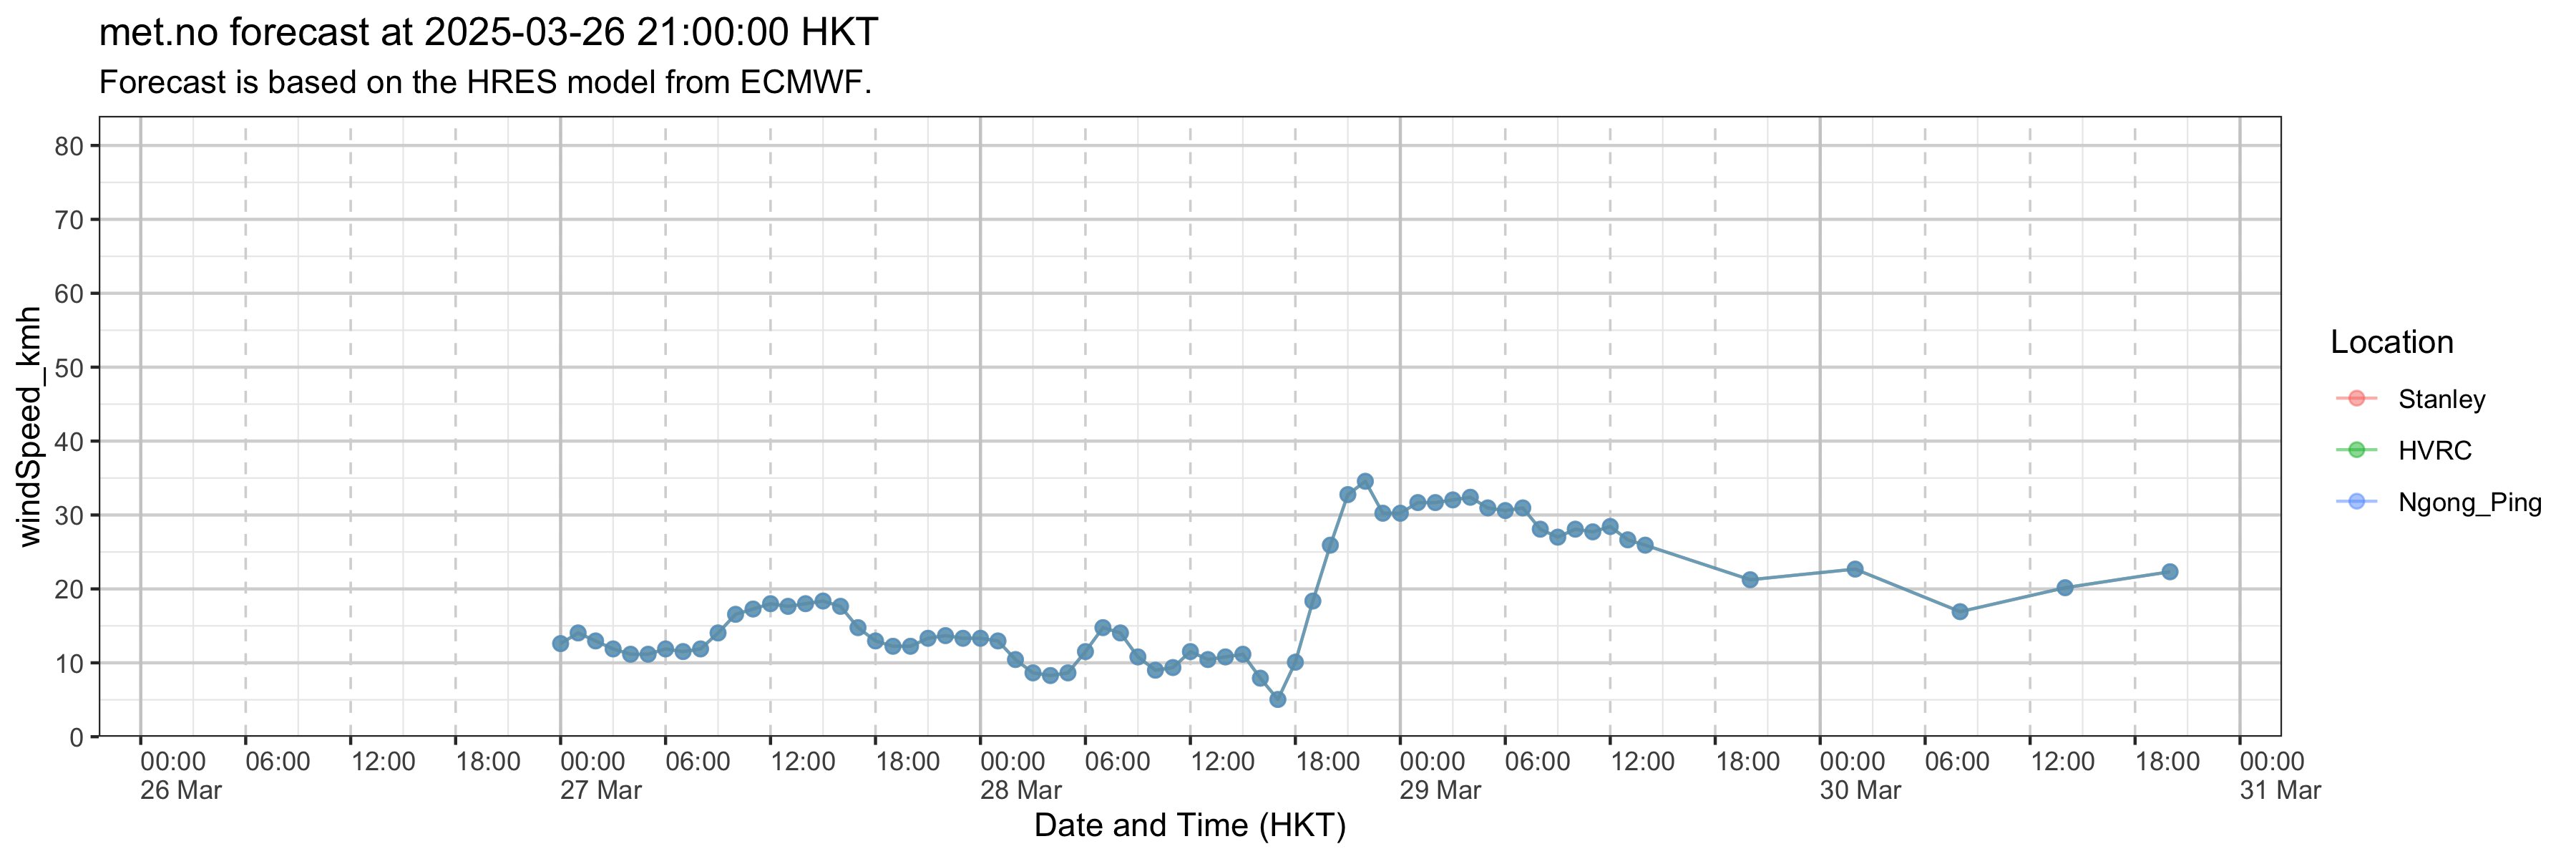 met.no forecast at 2025-03-26 21:00:00 HKT
Forecast is based on the HRES model from ECMWF.
windSpeed_kmh
80
70
60
50
40
30
20
10
0
00:00 06:00 12:00 18:00 00:00 06:00 12:00 18:00 00:00 06:00 12:00 18:00 00:00 06:00 12:00 18:00 00:00 06:00 12:00 18:00 00:00
26 Mar 27 Mar 28 Mar 29 Mar 30 Mar 31 Mar
Date and Time (HKT)
Location
Stanley
HVRC
Ngong_Ping